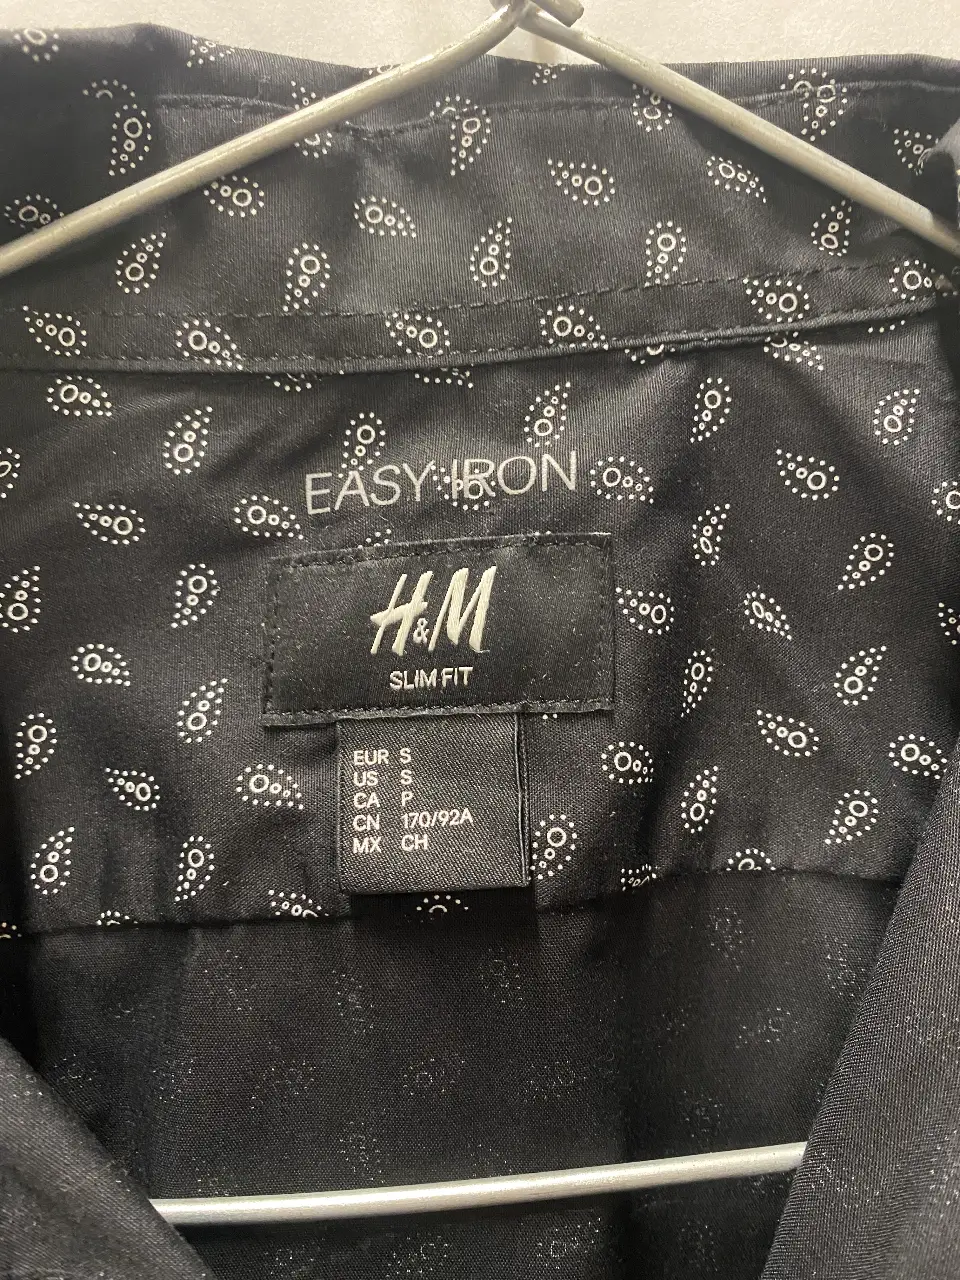 EASY IRON
H&M
SLIM FIT
EUR S
US S
CA P
CN 170/92A
MX CH